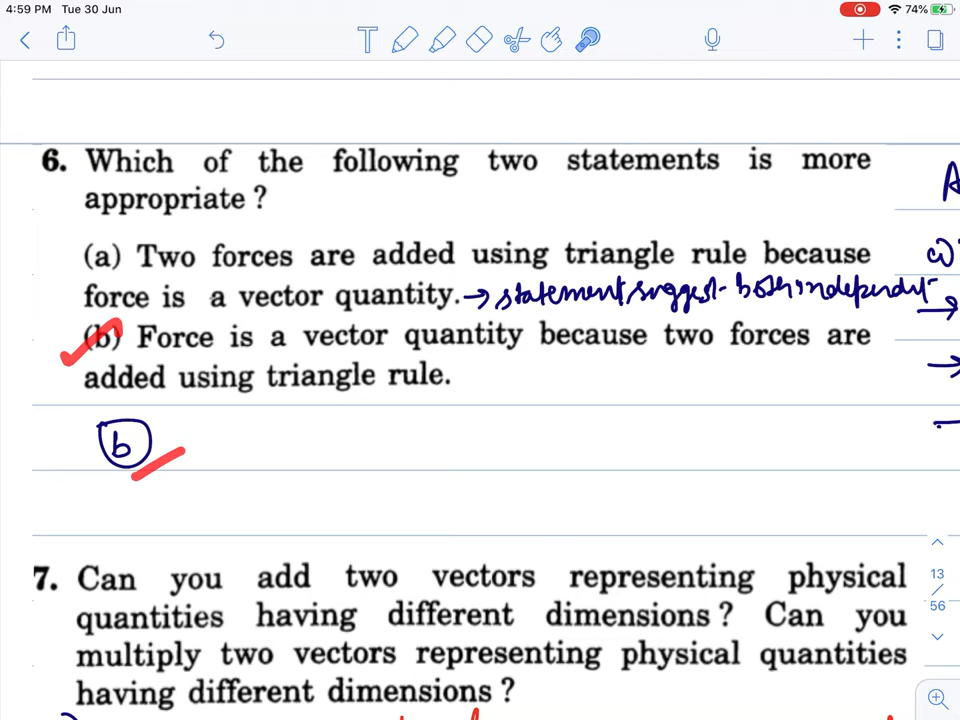 4:59 PM Tue 30 Jun 74%
6. Which of the following two statements is more
appropriate ?
(a) Two forces are added using triangle rule because
force is a vector quantity. → statement suggest both independent
(b) Force is a vector quantity because two forces are
added using triangle rule.
b
7. Can you add two vectors representing physical
quantities having different dimensions ? Can you
multiply two vectors representing physical quantities
having different dimensions ?
13
/
56